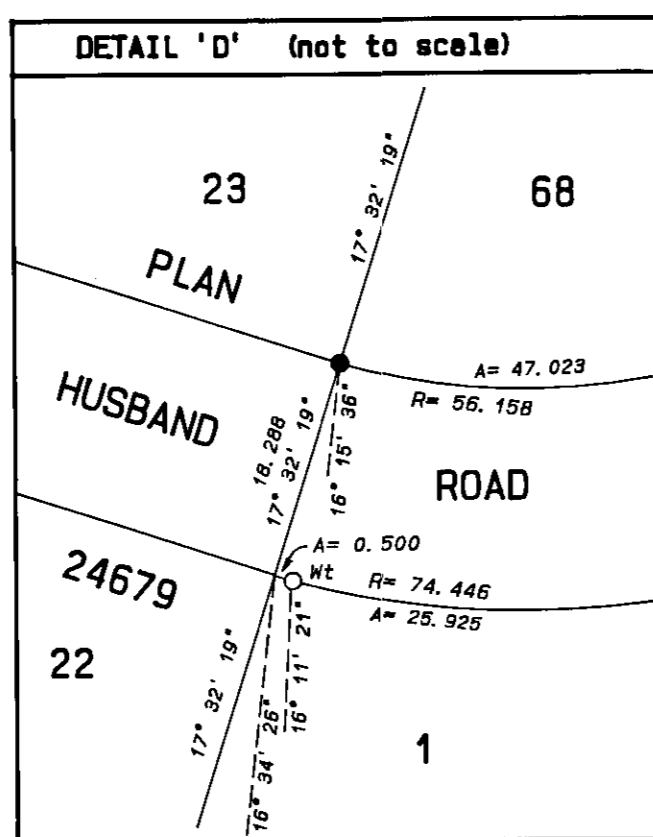 DETAIL 'D' (not to scale)
23
68
17° 32' 19"
PLAN
A= 47.023
R= 56.158
HUSBAND
18.288
17° 32' 19"
16° 15' 36"
ROAD
A= 0.500
Wt
R= 74.446
A= 25.925
24679
22
17° 32' 19"
16° 34' 26"
16° 11' 21"
1